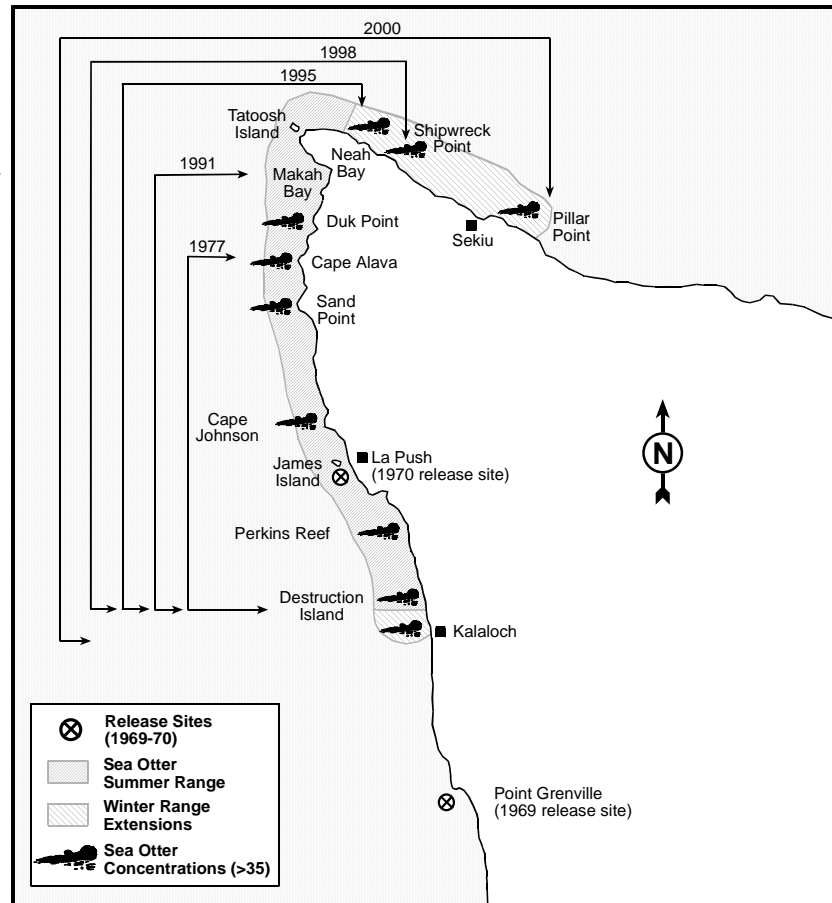 2000
1998
1995
Tatoosh
Island
Shipwreck
Point
Neah
Bay
1991
Makah
Bay
Duk Point
Pillar
Point
Sekiu
1977
Cape Alava
Sand
Point
Cape
Johnson
La Push
(1970 release site)
James
Island
N
Perkins Reef
Destruction
Island
Kalaloch
Release Sites
(1969-70)
Sea Otter
Summer Range
Winter Range
Extensions
Sea Otter
Concentrations (>35)
Point Grenville
(1969 release site)